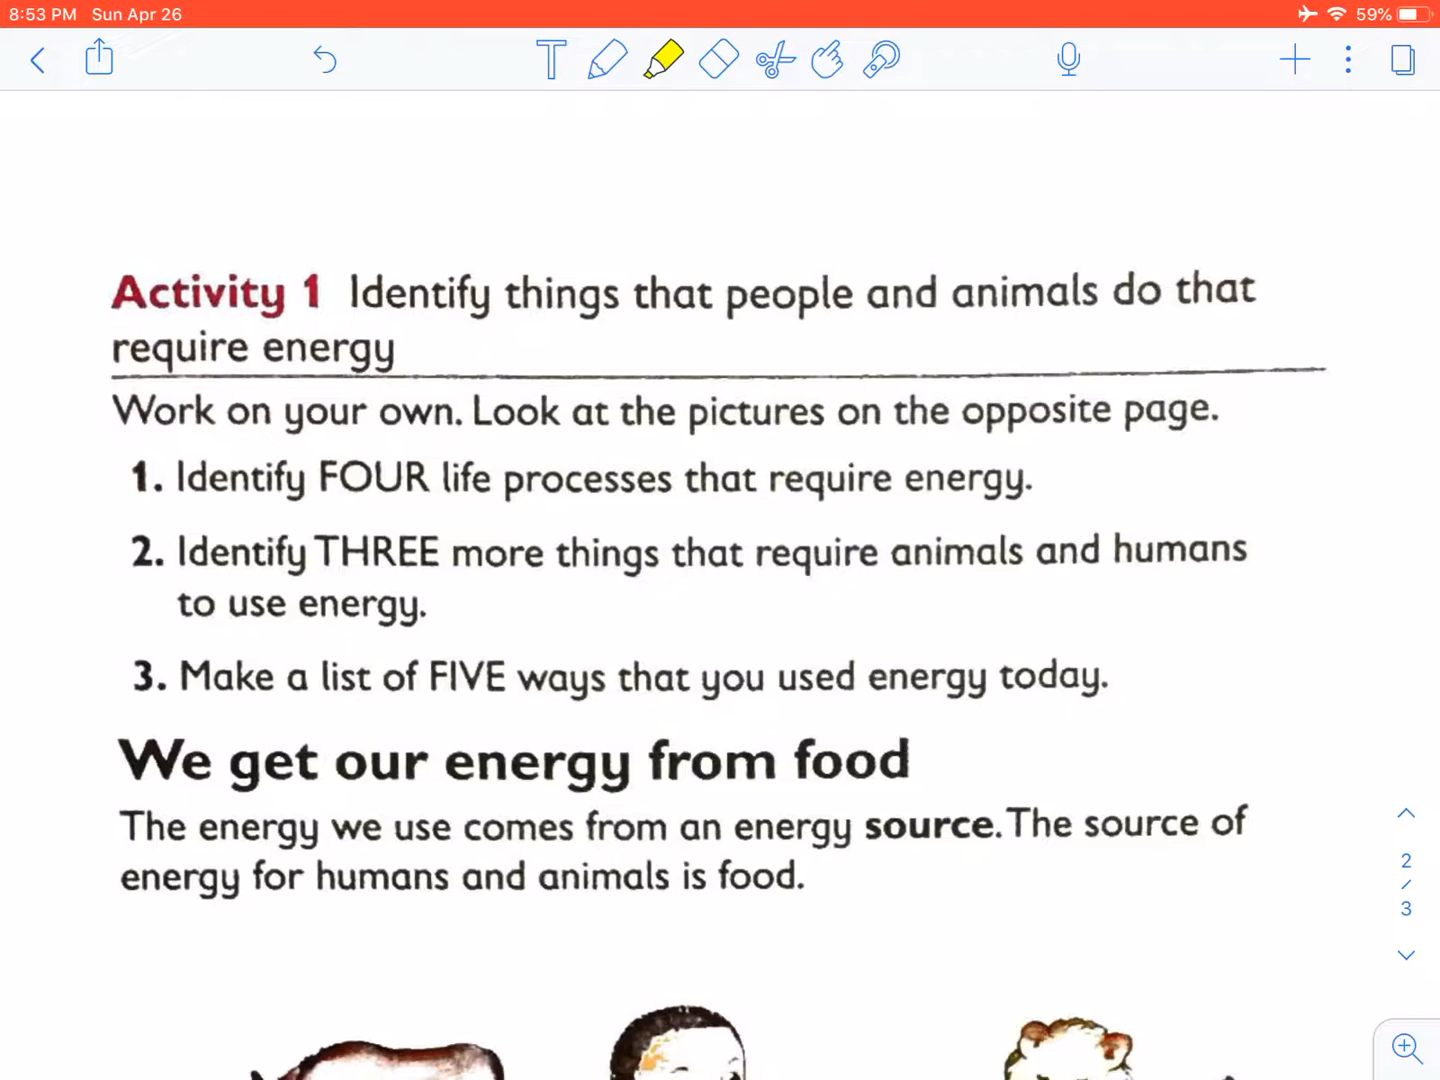 8:53 PM Sun Apr 26 59%
Activity 1 Identify things that people and animals do that
require energy
Work on your own. Look at the pictures on the opposite page.
1. Identify FOUR life processes that require energy.
2. Identify THREE more things that require animals and humans
to use energy.
3. Make a list of FIVE ways that you used energy today.
We get our energy from food
The energy we use comes from an energy source. The source of
energy for humans and animals is food.
2
/
3